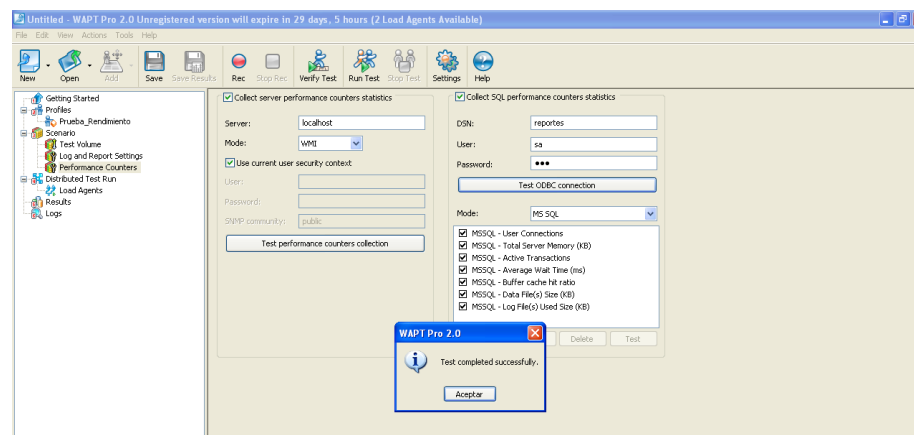 Untitled - WAPT Pro 2.0 Unregistered version will expire in 29 days, 5 hours (2 Load Agents Available)
File Edit View Actions Tools Help
New Open Add Save Save Results Rec Stop Rec Verify Test Run Test Stop Test Settings Help
Getting Started
Profiles
Prueba_Rendimiento
Scenario
Test Volume
Log and Report Settings
Performance Counters
Distributed Test Run
Load Agents
Results
Logs
Collect server performance counters statistics
Server: localhost
Mode: WMI
Use current user security context
User:
Password:
SNMP community: public
Test performance counters collection
Collect SQL performance counters statistics
DSN: reportes
User: sa
Password: •••
Test ODBC connection
Mode: MS SQL
MSSQL - User Connections
MSSQL - Total Server Memory (KB)
MSSQL - Active Transactions
MSSQL - Average Wait Time (ms)
MSSQL - Buffer cache hit ratio
MSSQL - Data File(s) Size (KB)
MSSQL - Log File(s) Used Size (KB)
Delete Test
WAPT Pro 2.0
Test completed successfully.
Aceptar